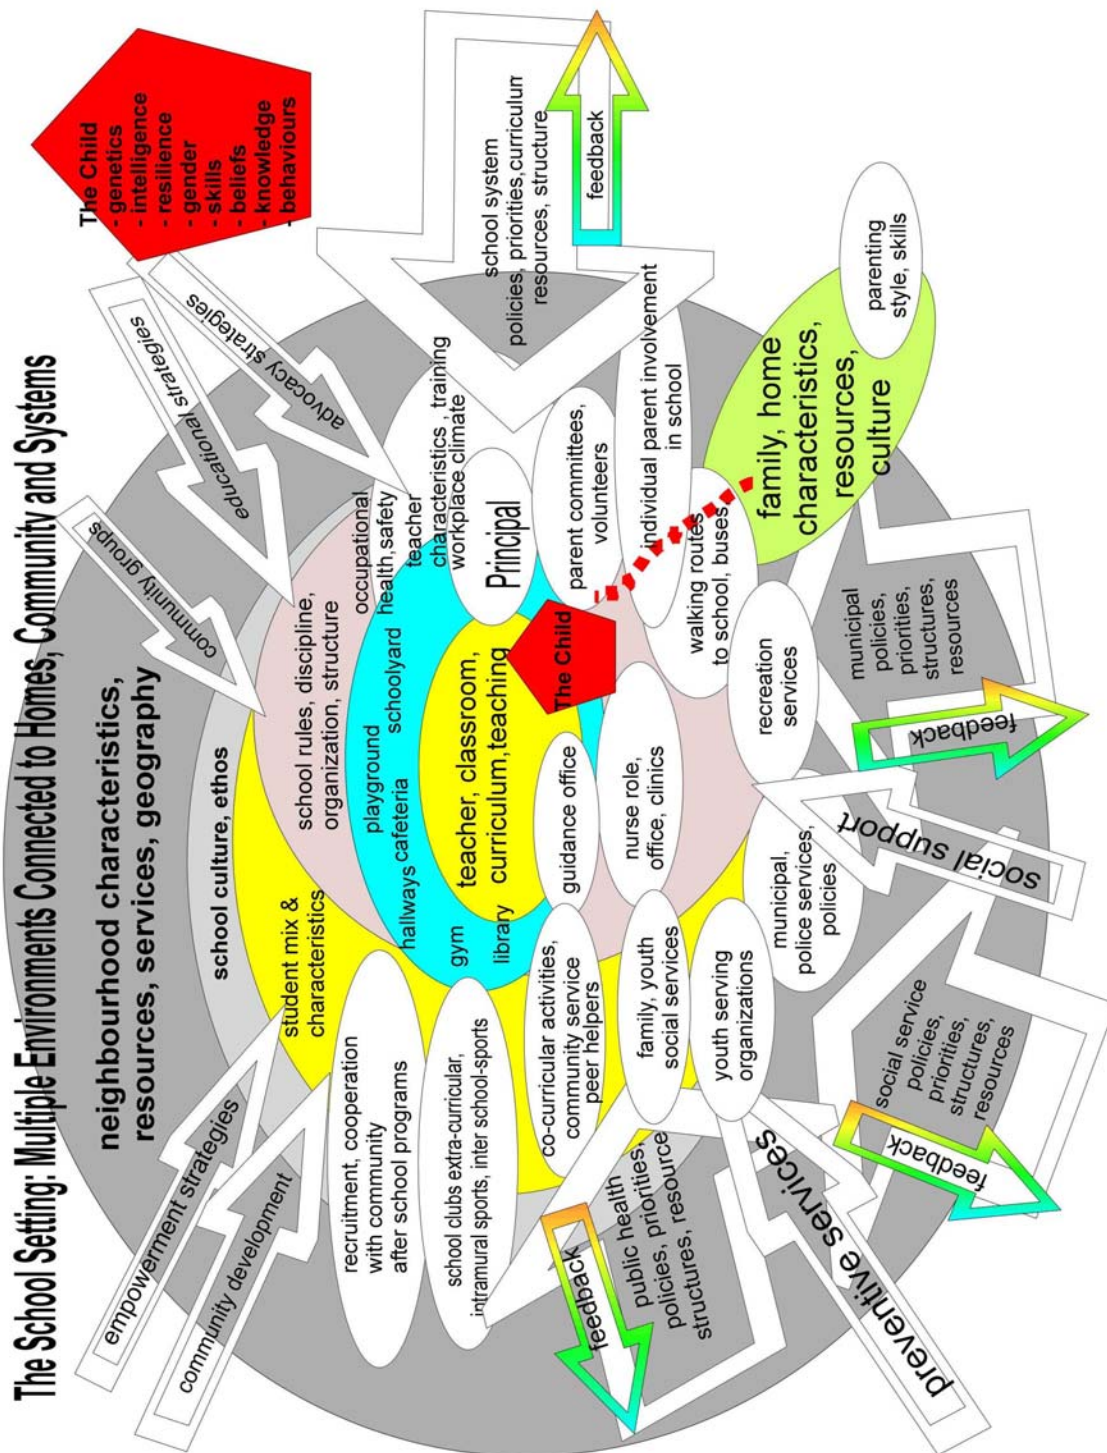 The School Setting: Multiple Environments Connected to Homes, Community and Systems
The Child
- genetics
- intelligence
- resilience
- gender
- skills
- beliefs
- knowledge
- behaviours
neighbourhood characteristics,
resources, services, geography
community groups
educational strategies
advocacy strategies
empowerment strategies
community development
school culture, ethos
student mix &
characteristics
school rules, discipline,
organization, structure
occupational
health,safety
teacher
characteristics , training
workplace climate
Principal
school system
policies, priorities,curriculum
resources, structure
feedback
playground
schoolyard
hallways
cafeteria
gym
library
teacher, classroom,
curriculum,teaching
The Child
guidance office
nurse role,
office, clinics
parent committees,
volunteers
individual parent involvement
in school
walking routes
to school, buses,
family, home
characteristics,
resources,
culture
parenting
style, skills
recruitment, cooperation
with community
after school programs
school clubs extra-curricular,
intramural sports, inter school-sports
co-curicular activities,
community service
peer helpers
family, youth
social services
youth serving
organizations
municipal,
police services,
policies
recreation
services
municipal
policies,
priorities,
structures,
resources
feedback
social support
social service
policies,
priorities,
structures,
resources
feedback
preventive services
public health
policies, priorities,
structures, resource
feedback